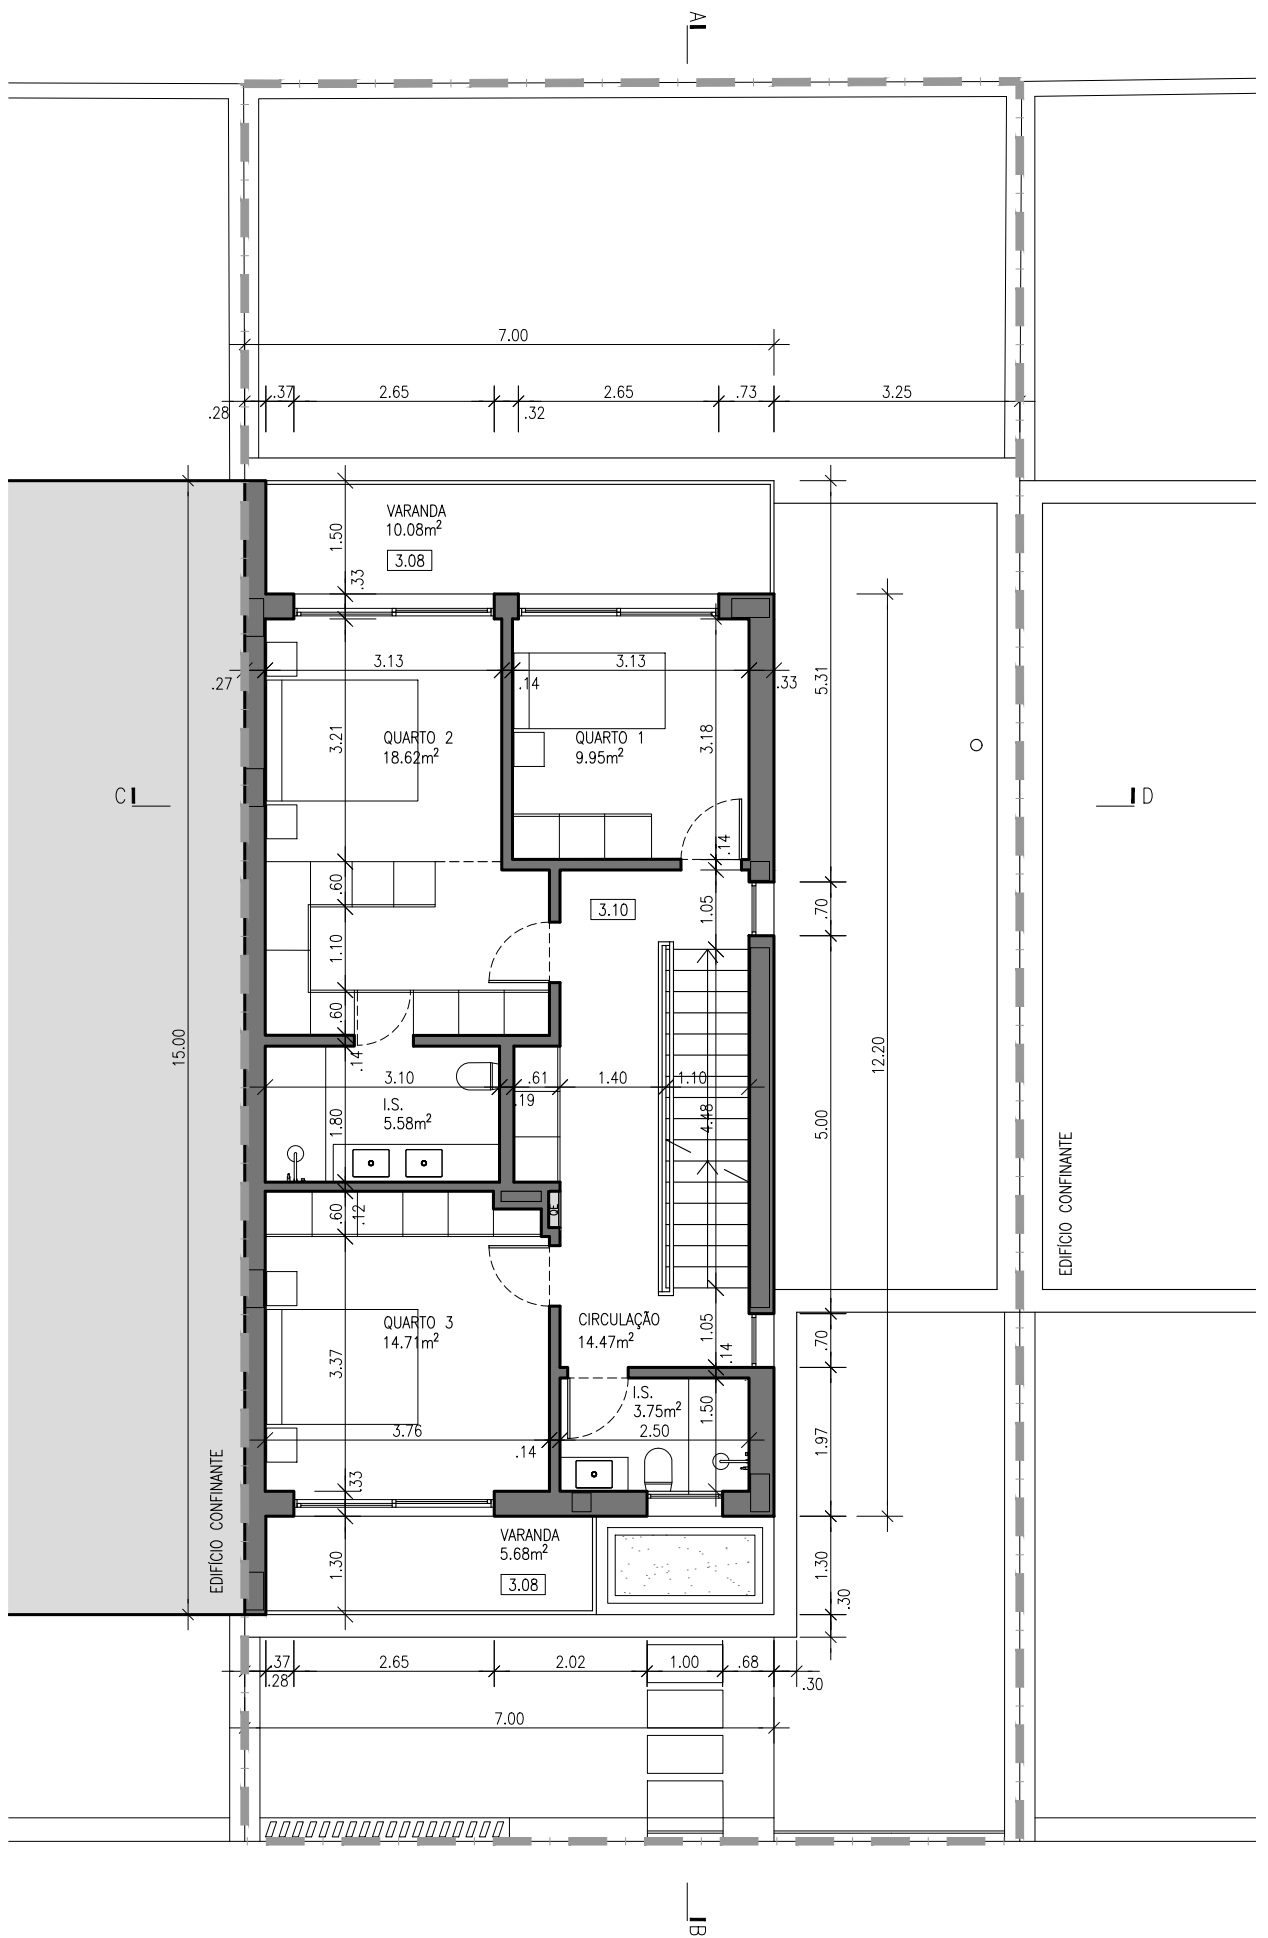 A
7.00
.37
2.65
2.65
.73
3.25
.28
.32
VARANDA
10.08m²
3.08
1.50
.33
3.13
3.13
.27
.14
.33
5.31
3.21
QUARTO 2
18.62m²
QUARTO 1
9.95m²
3.18
C
D
.14
.60
3.10
1.05
.70
1.10
.60
15.00
12.20
.14
3.10
.61
1.40
1.10
.19
I.S.
5.58m²
1.80
4.48
5.00
EDIFÍCIO CONFINANTE
.60
.12
QE
QUARTO 3
14.71m²
CIRCULAÇÃO
14.47m²
3.37
1.05
.14
.70
I.S.
3.75m²
2.50
1.50
3.76
.14
1.97
.33
EDIFÍCIO CONFINANTE
VARANDA
5.68m²
3.08
1.30
1.30
.30
.37
2.65
2.02
1.00
.68
.28
.30
7.00
B